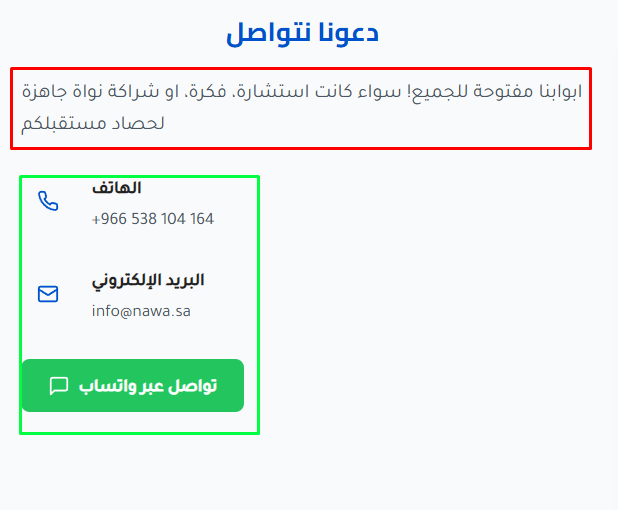 دعونا نتواصل
ابوابنا مفتوحة للجميع! سواء كانت استشارة، فكرة، او شراكة نواة جاهزة
لحصاد مستقبلكم
الهاتف
+966 538 104 164
البريد الإلكتروني
info@nawa.sa
تواصل عبر واتساب